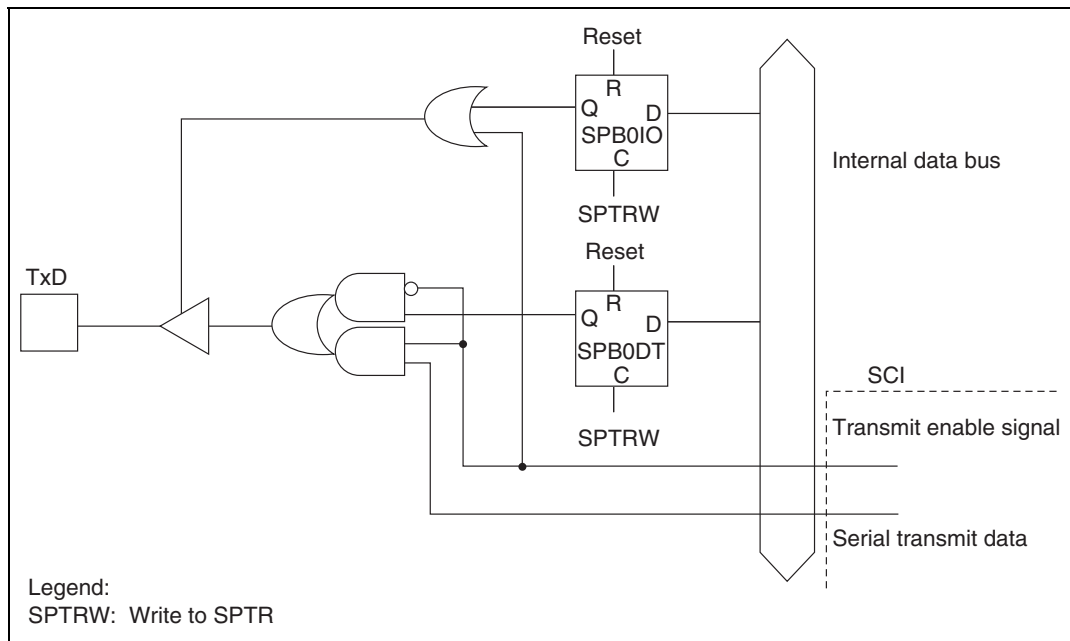 Reset
R
Q
D
SPB0IO
C
SPTRW
Internal data bus
Reset
R
Q
D
SPB0DT
C
SPTRW
TxD
SCI
Transmit enable signal
Serial transmit data
Legend:
SPTRW: Write to SPTR